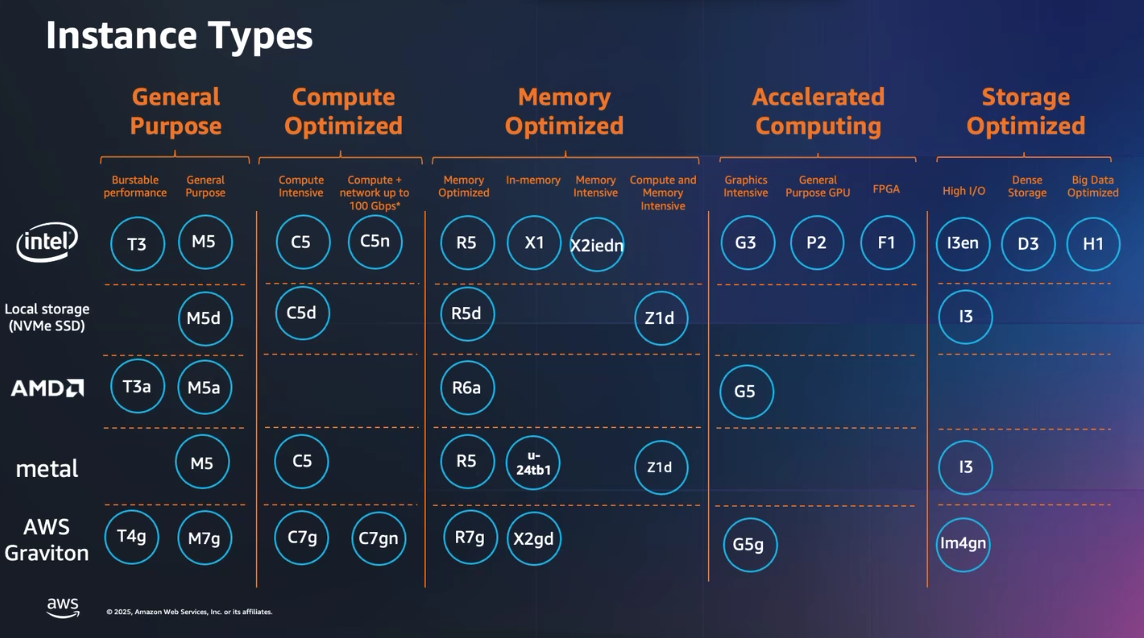 Instance Types
General
Purpose
Compute
Optimized
Memory
Optimized
Accelerated
Computing
Storage
Optimized
Burstable
performance
General
Purpose
Compute
Intensive
Compute +
network up to
100 Gbps*
Memory
Optimized
In-memory
Memory
Intensive
Compute and
Memory
Intensive
Graphics
Intensive
General
Purpose GPU
FPGA
High I/O
Dense
Storage
Big Data
Optimized
intel
T3
M5
C5
C5n
R5
X1
X2iedn
G3
P2
F1
I3en
D3
H1
Local storage
(NVMe SSD)
M5d
C5d
R5d
Z1d
I3
AMD
T3a
M5a
R6a
G5
metal
M5
C5
R5
u-
24tb1
Z1d
I3
AWS
Graviton
T4g
M7g
C7g
C7gn
R7g
X2gd
G5g
Im4gn
aws
© 2025, Amazon Web Services, Inc. or its affiliates.